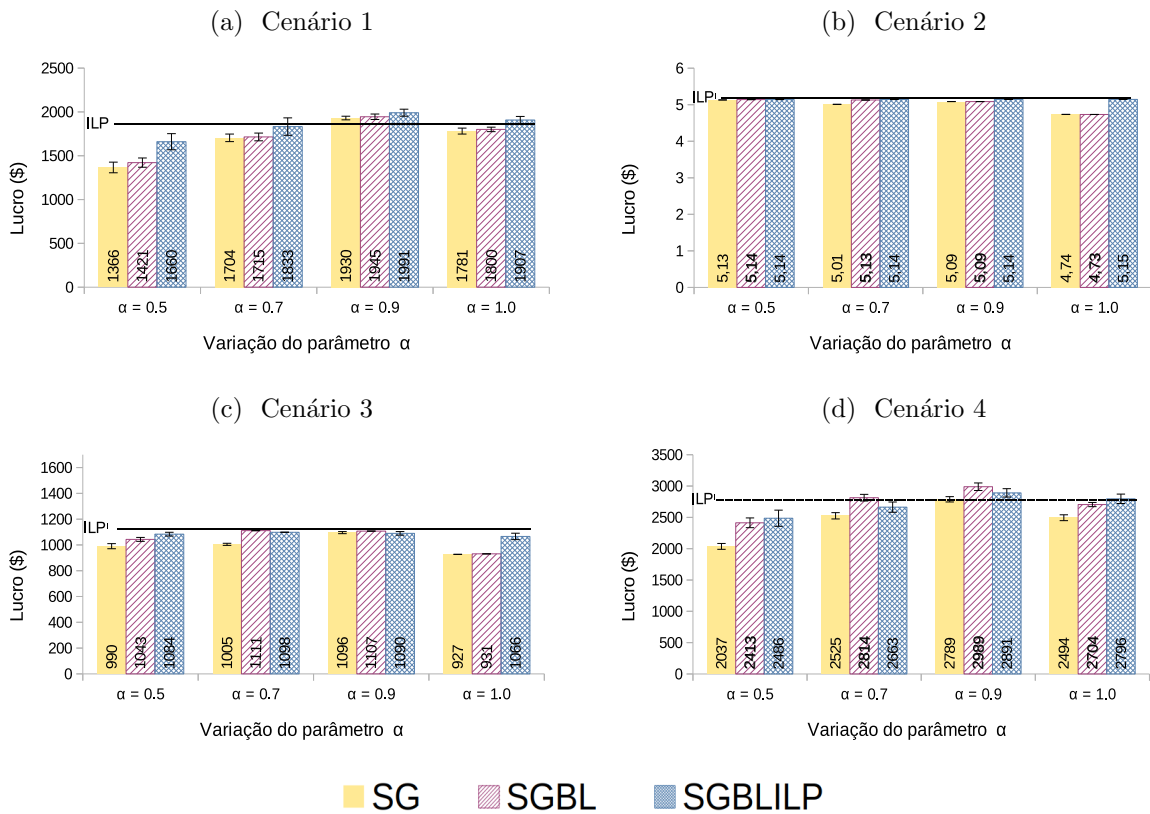 (a) Cenário 1
Lucro ($)
2500
2000
1500
1000
500
0
ILP
1366
1421
1660
1704
1715
1833
1930
1945
1991
1781
1800
1907
α = 0.5
α = 0.7
α = 0.9
α = 1.0
Variação do parâmetro α
(b) Cenário 2
Lucro ($)
6
5
4
3
2
1
0
ILP
5,13
5,14
5,14
5,01
5,13
5,14
5,09
5,09
5,14
4,74
4,73
5,15
α = 0.5
α = 0.7
α = 0.9
α = 1.0
Variação do parâmetro α
(c) Cenário 3
Lucro ($)
1600
1400
1200
1000
800
600
400
200
0
ILP
990
1043
1084
1005
1111
1098
1096
1107
1090
927
931
1066
α = 0.5
α = 0.7
α = 0.9
α = 1.0
Variação do parâmetro α
(d) Cenário 4
Lucro ($)
3500
3000
2500
2000
1500
1000
500
0
ILP
2037
2413
2486
2525
2814
2663
2789
2989
2891
2494
2704
2796
α = 0.5
α = 0.7
α = 0.9
α = 1.0
Variação do parâmetro α
SG
SGBL
SGBLILP